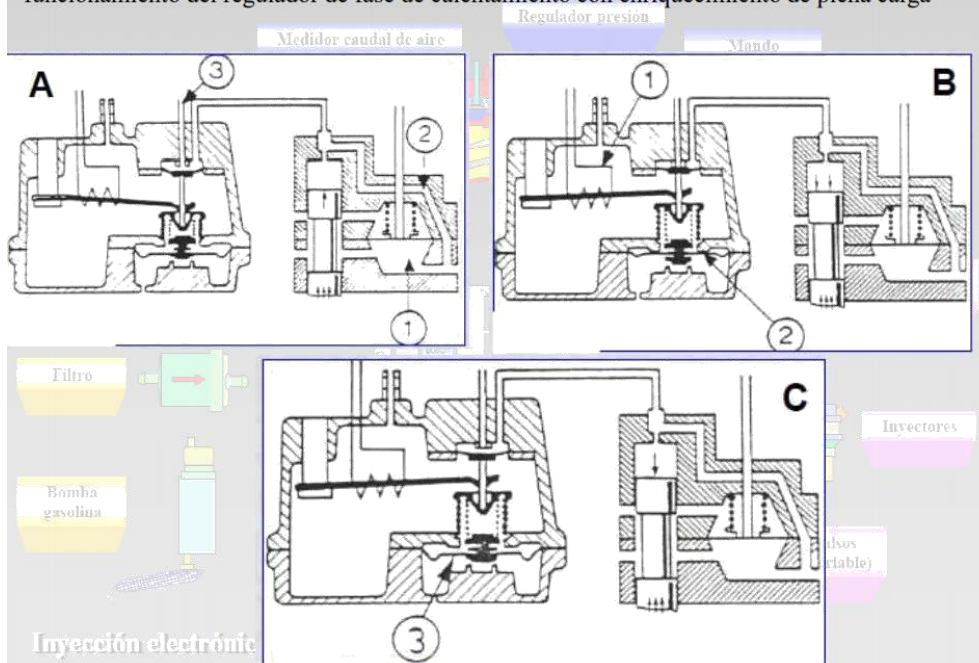 funcionamiento del regulador de fase de calentamiento con enriquecimiento de plena carga
Regulador presión
Medidor caudal de aire
Mando
A
3
2
1
B
1
2
Filtro
Bomba
gasolina
C
3
Inyectores
Inyección electrónic